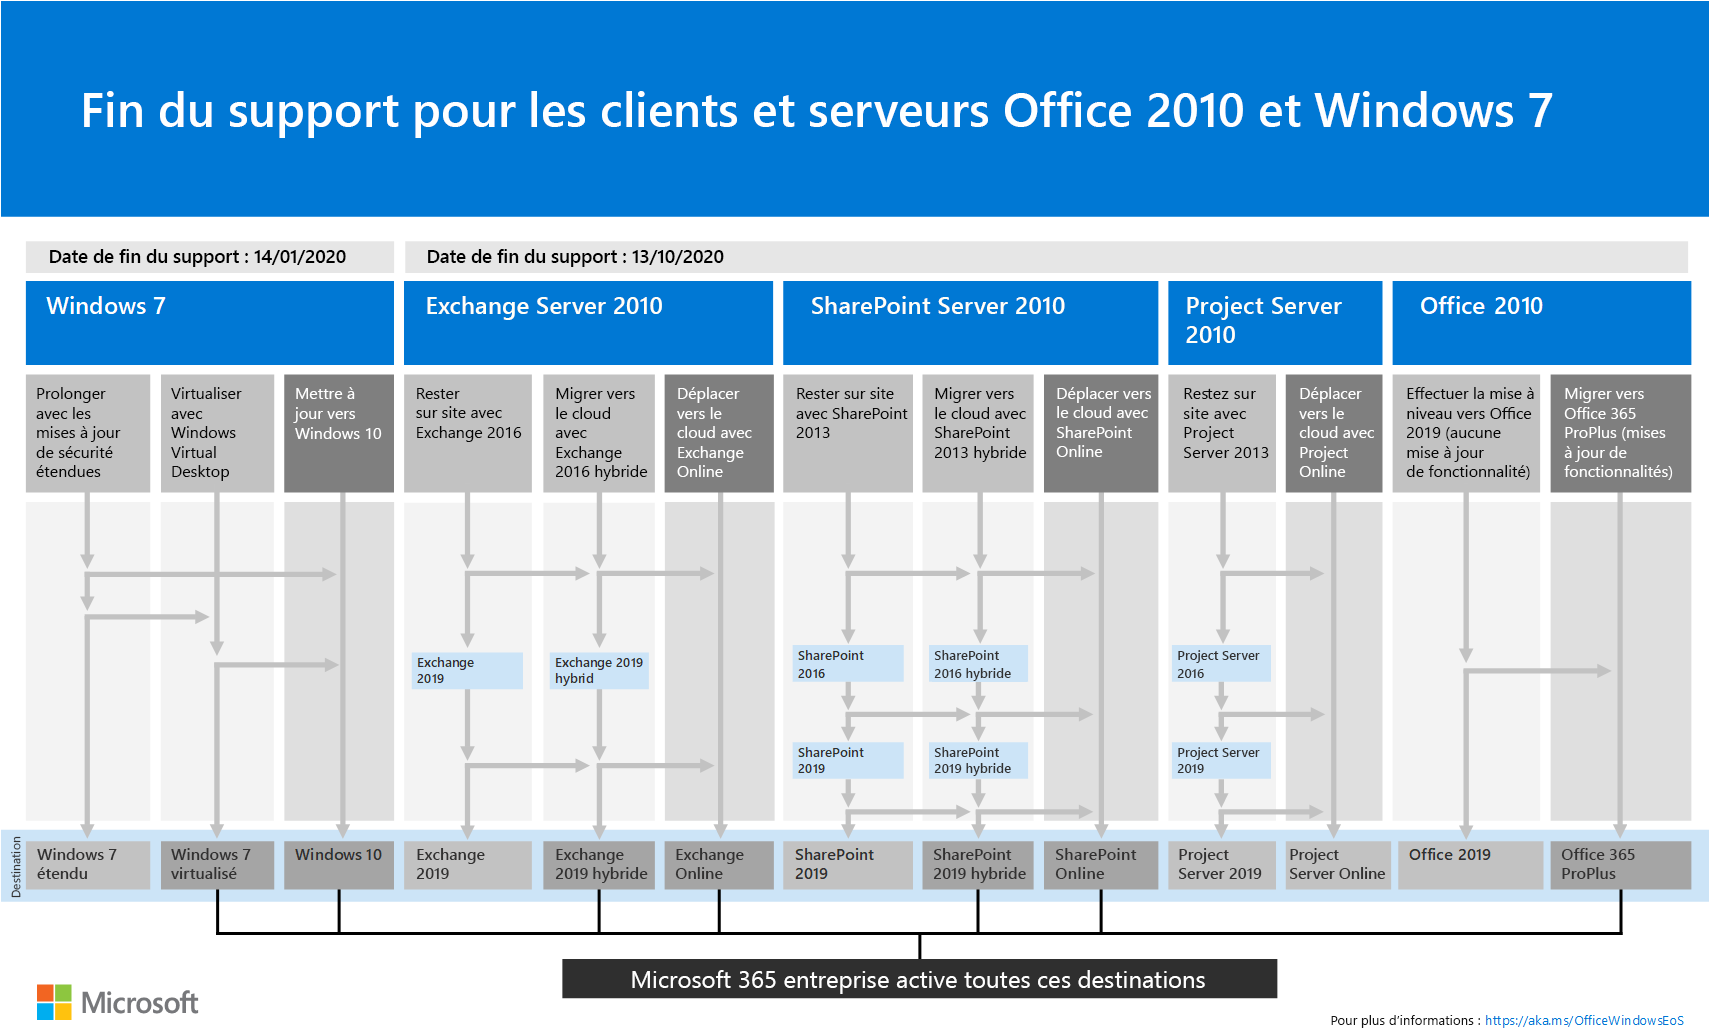 Fin du support pour les clients et serveurs Office 2010 et Windows 7
Date de fin du support : 14/01/2020
Date de fin du support : 13/10/2020
Windows 7
Exchange Server 2010
SharePoint Server 2010
Project Server
2010
Office 2010
Prolonger
avec les
mises à jour
de sécurité
étendues
Virtualiser
avec
Windows
Virtual
Desktop
Mettre à
jour vers
Windows 10
Rester
sur site avec
Exchange 2016
Migrer vers
le cloud
avec
Exchange
2016 hybride
Déplacer
vers le
cloud avec
Exchange
Online
Rester sur site
avec SharePoint
2013
Migrer vers
le cloud avec
SharePoint
2013 hybride
Déplacer vers
le cloud avec
SharePoint
Online
Restez sur
site avec
Project
Server 2013
Déplacer
vers le
cloud avec
Project
Online
Effectuer la mise à
niveau vers Office
2019 (aucune
mise à jour
de fonctionnalité)
Migrer vers
Office 365
ProPlus (mises
à jour de
fonctionnalités)
Exchange
2019
Exchange 2019
hybrid
SharePoint
2016
SharePoint
2016 hybride
Project Server
2016
SharePoint
2019
SharePoint
2019 hybride
Project Server
2019
Destination
Windows 7
étendu
Windows 7
virtualisé
Windows 10
Exchange
2019
Exchange
2019 hybride
Exchange
Online
SharePoint
2019
SharePoint
2019 hybride
SharePoint
Online
Project
Server 2019
Project
Server Online
Office 2019
Office 365
ProPlus
Microsoft 365 entreprise active toutes ces destinations
Microsoft
Pour plus d’informations : https://aka.ms/OfficeWindowsEoS